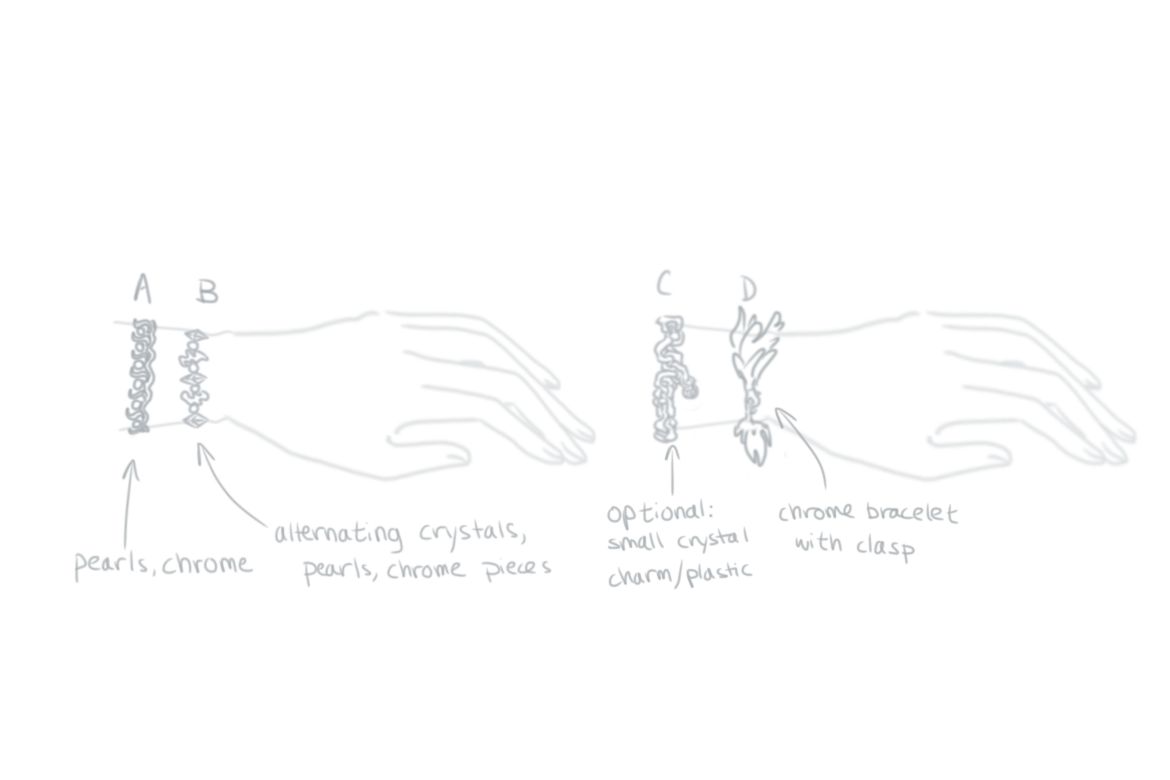 A
B
C
D
pearls, chrome
alternating crystals,
pearls, chrome pieces
optional:
small crystal
charm/plastic
chrome bracelet
with clasp